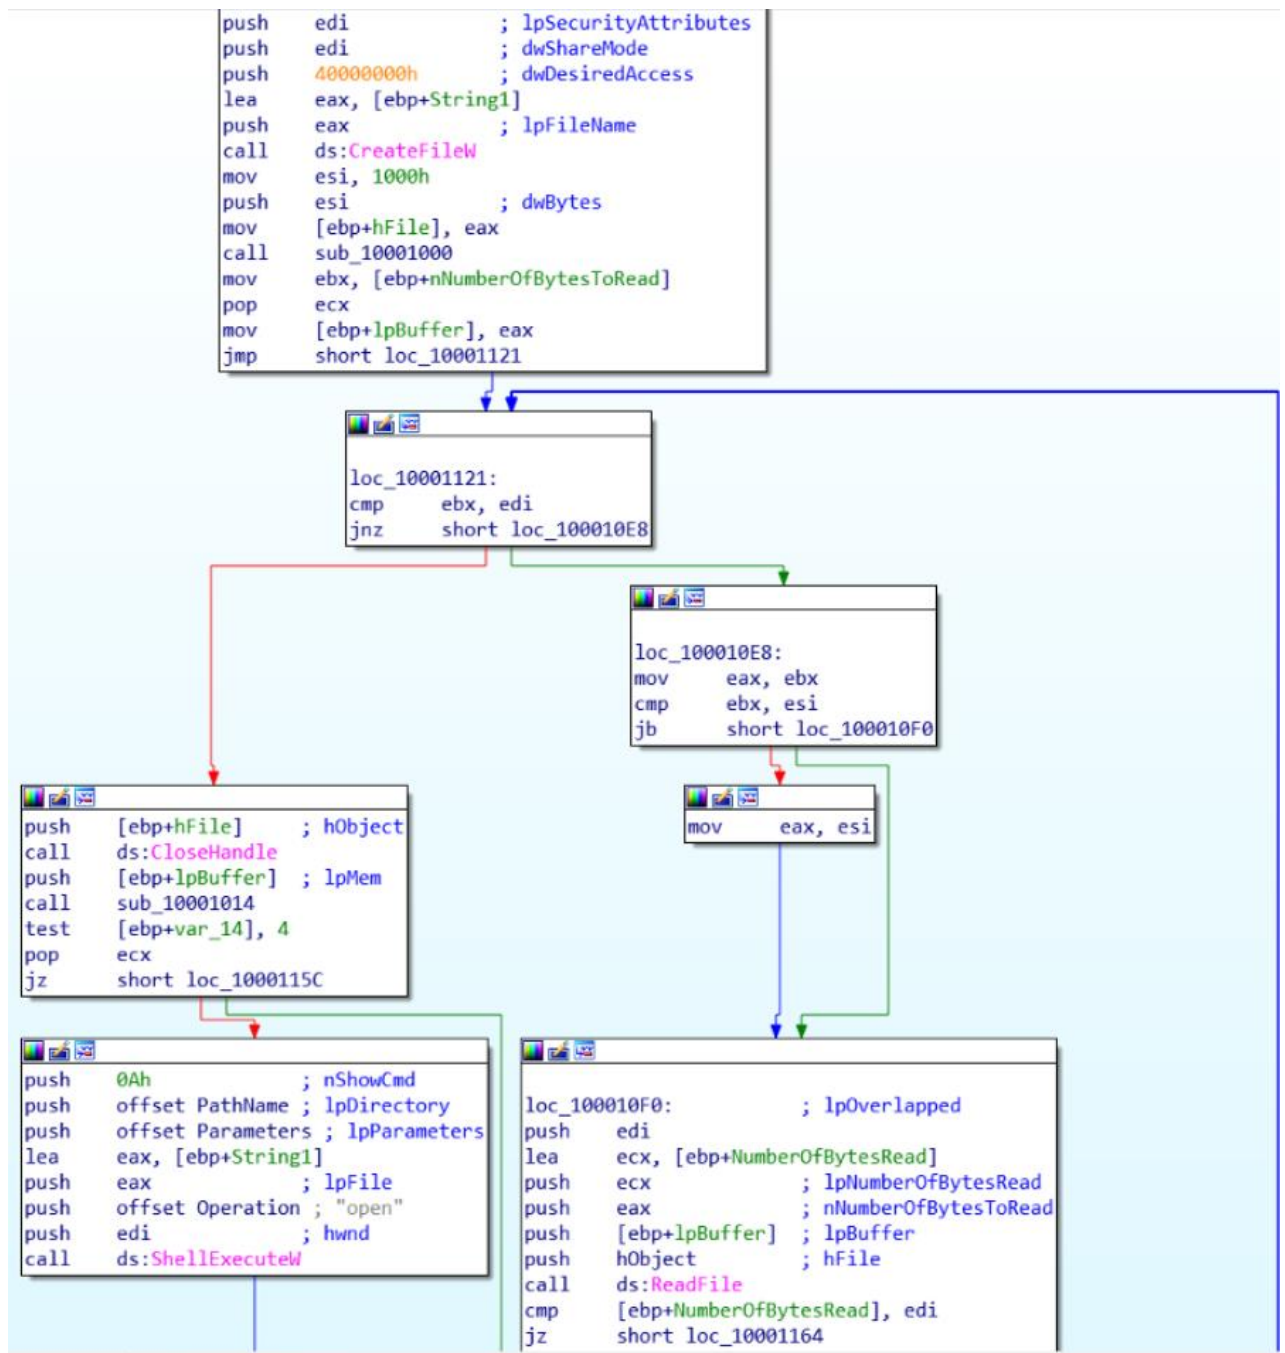 push edi ; lpSecurityAttributes
push edi ; dwShareMode
push 40000000h ; dwDesiredAccess
lea eax, [ebp+String1]
push eax ; lpFileName
call ds:CreateFileW
mov esi, 1000h
push esi ; dwBytes
mov [ebp+hFile], eax
call sub_10001000
mov ebx, [ebp+nNumberOfBytesToRead]
pop ecx
mov [ebp+lpBuffer], eax
jmp short loc_10001121
loc_10001121:
cmp ebx, edi
jnz short loc_100010E8
loc_100010E8:
mov eax, ebx
cmp ebx, esi
jb short loc_100010F0
push [ebp+hFile] ; hObject
call ds:CloseHandle
push [ebp+lpBuffer] ; lpMem
call sub_10001014
test [ebp+var_14], 4
pop ecx
jz short loc_1000115C
mov eax, esi
push 0Ah ; nShowCmd
push offset PathName ; lpDirectory
push offset Parameters ; lpParameters
lea eax, [ebp+String1]
push eax ; lpFile
push offset Operation ; "open"
push edi ; hwnd
call ds:ShellExecuteW
loc_100010F0: ; lpOverlapped
push edi
lea ecx, [ebp+NumberOfBytesRead]
push ecx ; lpNumberOfBytesRead
push eax ; nNumberOfBytesToRead
push [ebp+lpBuffer] ; lpBuffer
push hObject ; hFile
call ds:ReadFile
cmp [ebp+NumberOfBytesRead], edi
jz short loc_10001164